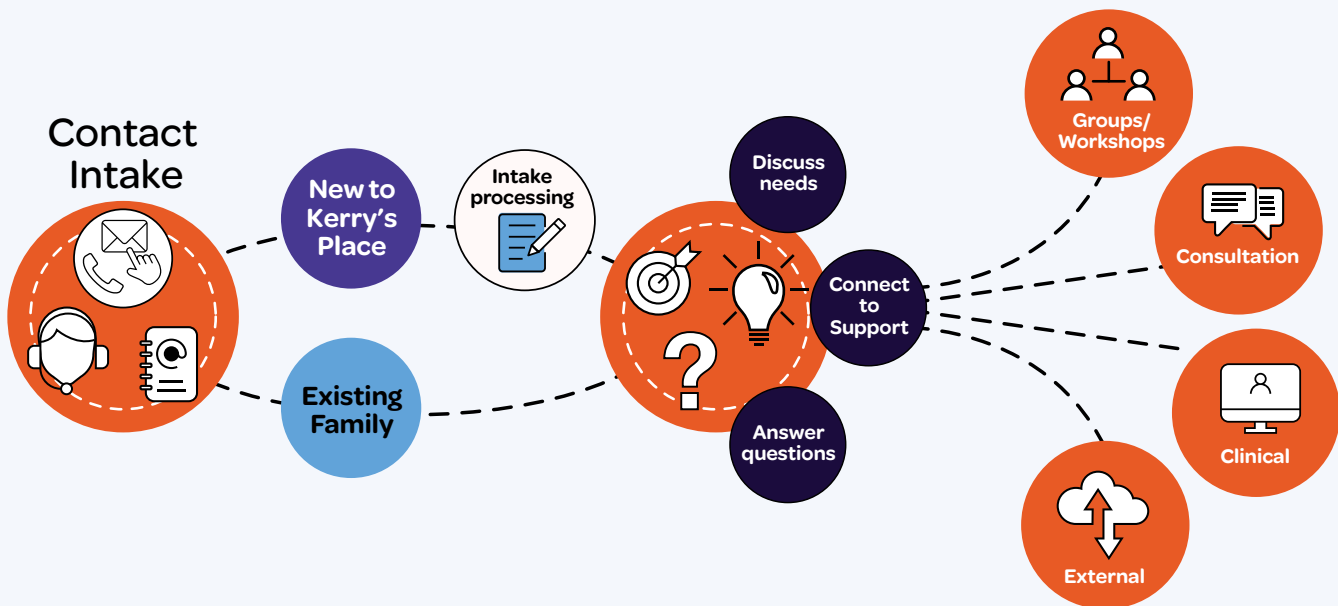 Contact
Intake
New to
Kerry's
Place
Intake
processing
Existing
Family
Discuss
needs
Connect
to
Support
Answer
questions
Groups/
Workshops
Consultation
Clinical
External